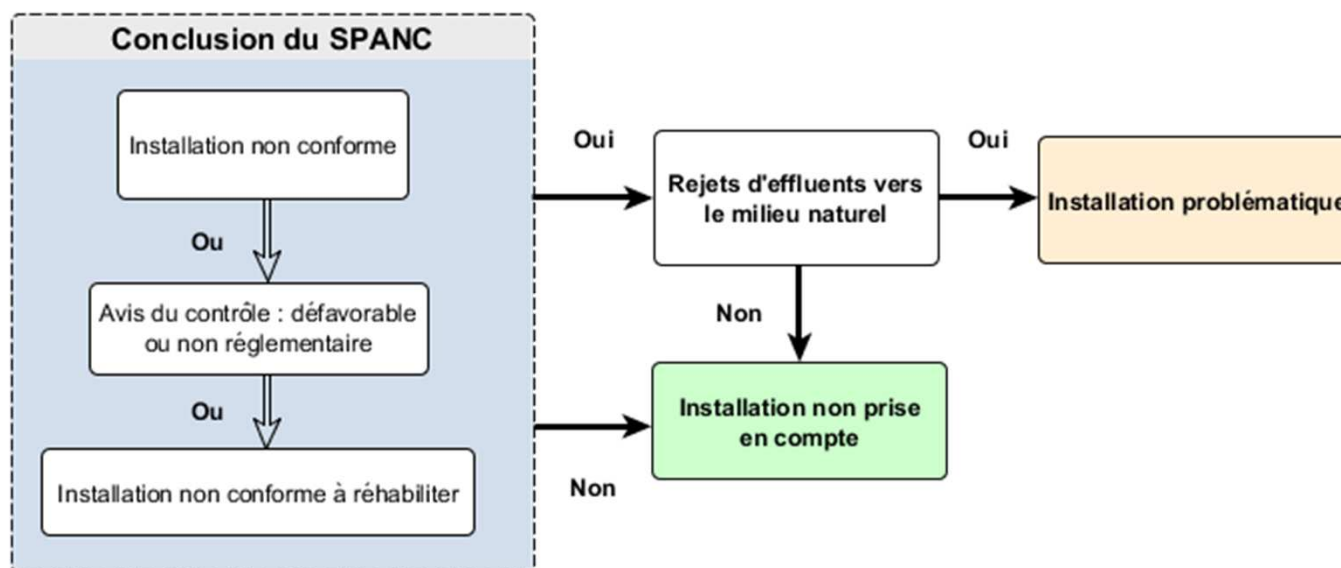 Conclusion du SPANC
Installation non conforme
Ou
Avis du contrôle : défavorable
ou non réglementaire
Ou
Installation non conforme à réhabiliter
Oui
Rejets d'effluents vers
le milieu naturel
Oui
Installation problématique
Non
Installation non prise
en compte
Non